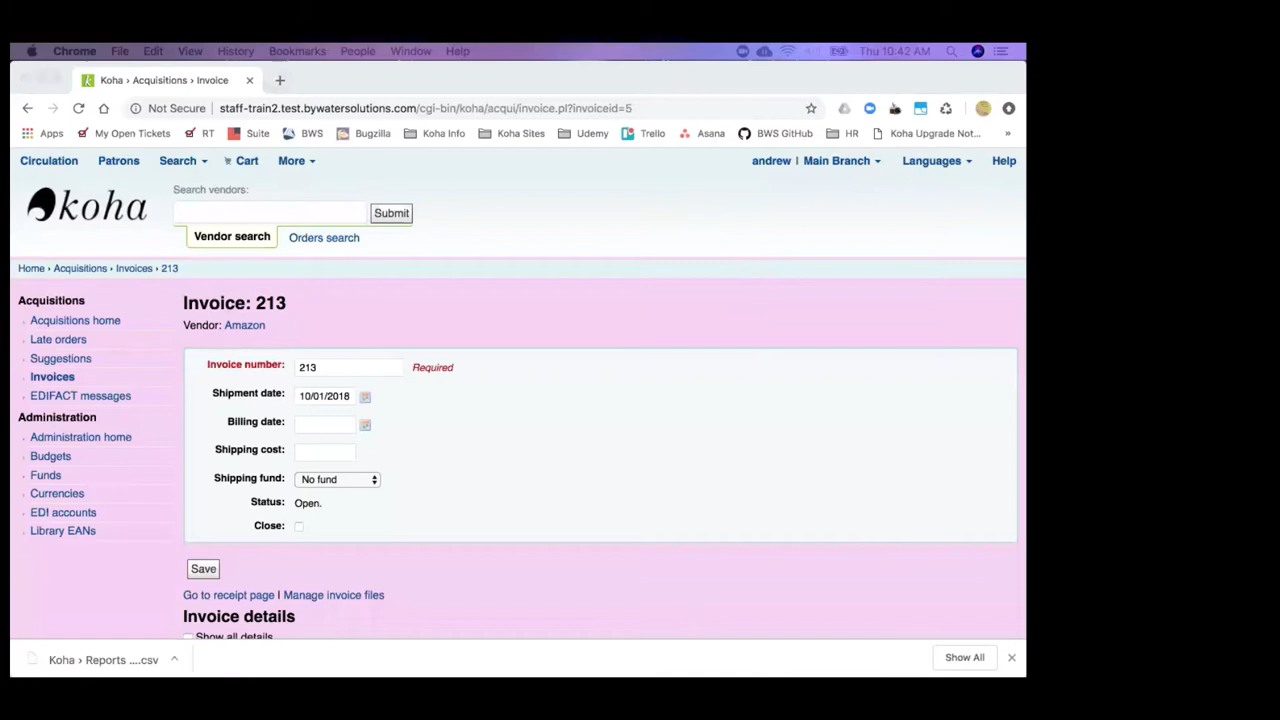 Chrome File Edit View History Bookmarks People Window Help Thu 10:42 AM
Koha › Acquisitions › Invoice
Not Secure staff-train2.test.bywatersolutions.com/cgi-bin/koha/acqui/invoice.pl?invoiceid=5
Apps My Open Tickets RT Suite BWS Bugzilla Koha Info Koha Sites Udemy Trello Asana BWS GitHub HR Koha Upgrade Not... »
Circulation Patrons Search Cart More andrew | Main Branch Languages Help
Search vendors:
koha
Submit
Vendor search Orders search
Home › Acquisitions › Invoices › 213
Acquisitions
Acquisitions home
Late orders
Suggestions
Invoices
EDIFACT messages
Administration
Administration home
Budgets
Funds
Currencies
EDI accounts
Library EANs
Invoice: 213
Vendor: Amazon
Invoice number: 213 Required
Shipment date: 10/01/2018
Billing date:
Shipping cost:
Shipping fund: No fund
Status: Open.
Close:
Save
Go to receipt page | Manage invoice files
Invoice details
Show all details
Koha › Reports ....csv
Show All